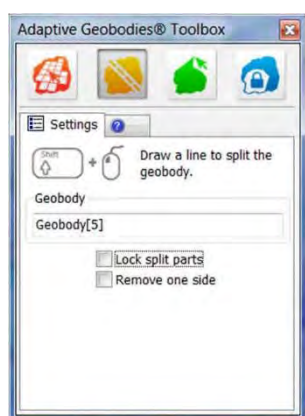 Adaptive Geobodies® Toolbox
Settings
?
Shift
+
Draw a line to split the
geobody.
Geobody
Geobody[5]
Lock split parts
Remove one side